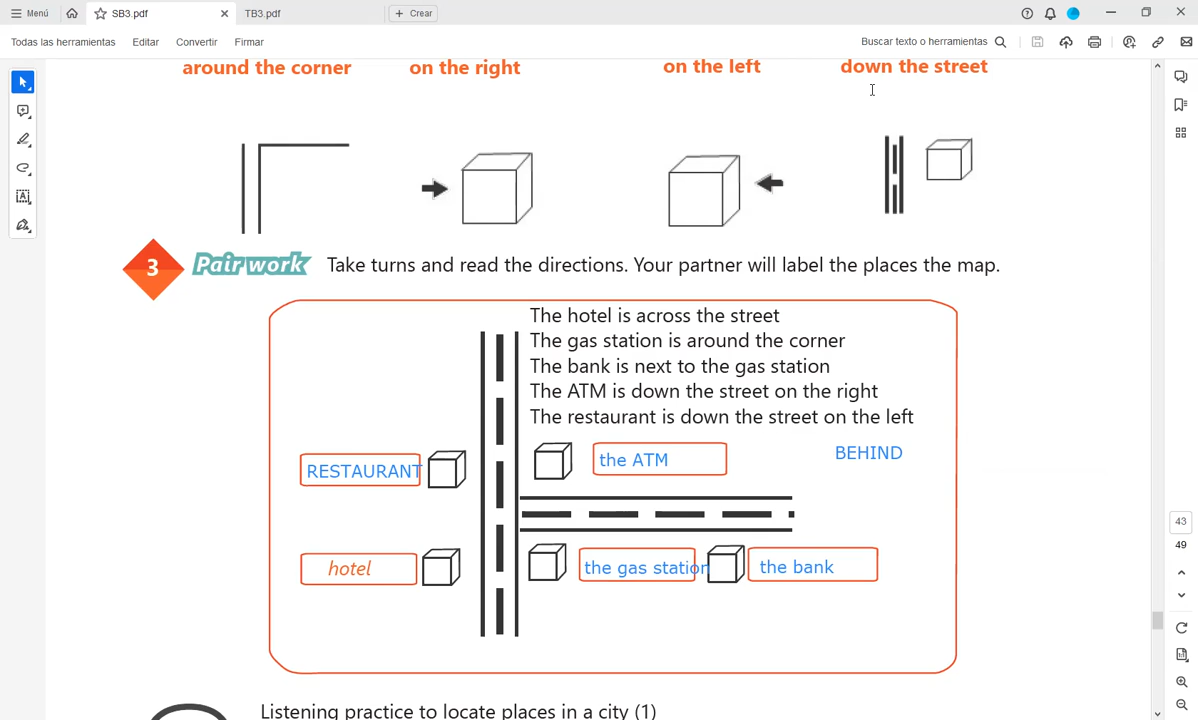 Menú
SB3.pdf
TB3.pdf
+ Crear
Todas las herramientas
Editar
Convertir
Firmar
Buscar texto o herramientas
around the corner
on the right
on the left
down the street
3
Pair work
Take turns and read the directions. Your partner will label the places the map.
The hotel is across the street
The gas station is around the corner
The bank is next to the gas station
The ATM is down the street on the right
The restaurant is down the street on the left
RESTAURANT
the ATM
BEHIND
hotel
the gas station
the bank
43
49
Listening practice to locate places in a city (1)